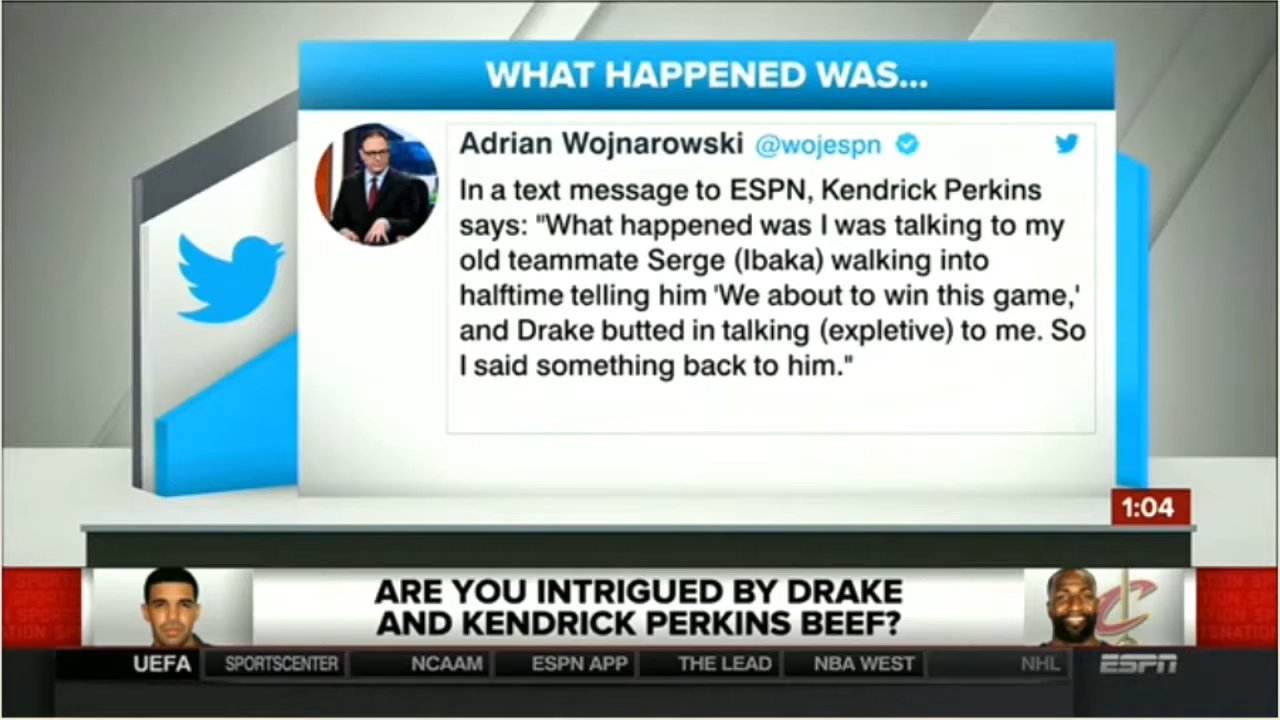 WHAT HAPPENED WAS...
Adrian Wojnarowski @wojespn
In a text message to ESPN, Kendrick Perkins
says: "What happened was I was talking to my
old teammate Serge (Ibaka) walking into
halftime telling him 'We about to win this game,'
and Drake butted in talking (expletive) to me. So
I said something back to him."
1:04
ARE YOU INTRIGUED BY DRAKE
AND KENDRICK PERKINS BEEF?
C
UEFA SPORTSCENTER NCAAM ESPN APP THE LEAD NBA WEST NHL ESPN